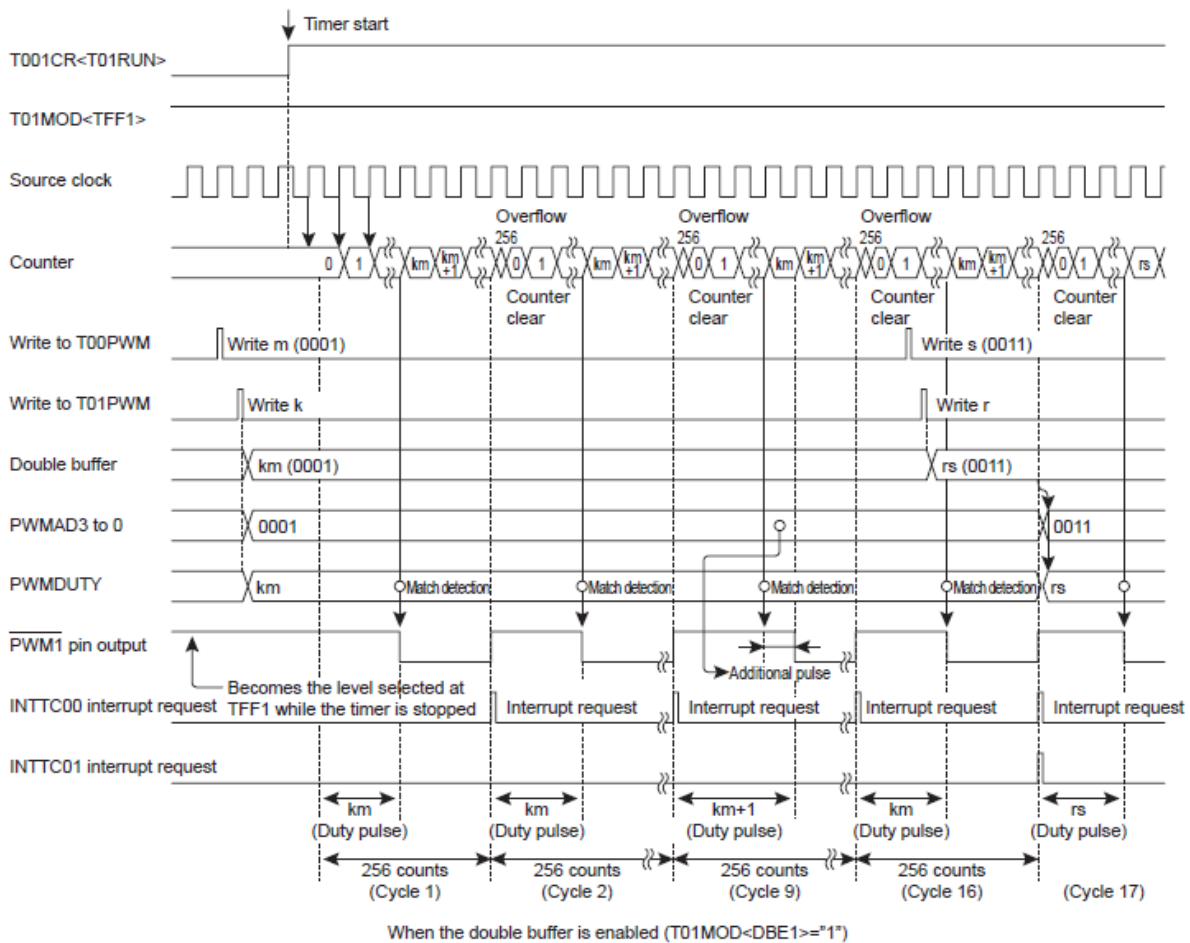 Timer start
T001CR<T01RUN>
T01MOD<TFF1>
Source clock
Overflow Overflow Overflow
256 256 256 256
Counter 0 1 km km+1 0 1 km km+1 0 1 km km+1 0 1 km km+1 0 1 rs
Counter clear Counter clear Counter clear Counter clear
Write to T00PWM Write m (0001) Write s (0011)
Write to T01PWM Write k Write r
Double buffer km (0001) rs (0011)
PWMAD3 to 0 0001 0011
PWMDUTY km Match detection Match detection Match detection Match detection rs
PWM1 pin output
Additional pulse
Becomes the level selected at
TFF1 while the timer is stopped
INTTC00 interrupt request Interrupt request Interrupt request Interrupt request Interrupt request
INTTC01 interrupt request
km km km+1 km rs
(Duty pulse) (Duty pulse) (Duty pulse) (Duty pulse) (Duty pulse)
256 counts 256 counts 256 counts 256 counts
(Cycle 1) (Cycle 2) (Cycle 9) (Cycle 16) (Cycle 17)
When the double buffer is enabled (T01MOD<DBE1>="1")